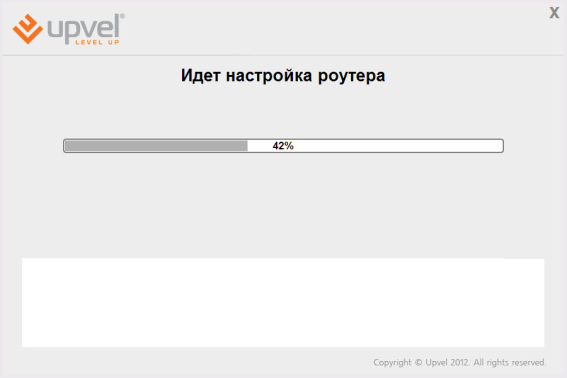 X
upvel®
LEVEL UP
Идет настройка роутера
42%
Copyright © Upvel 2012. All rights reserved.